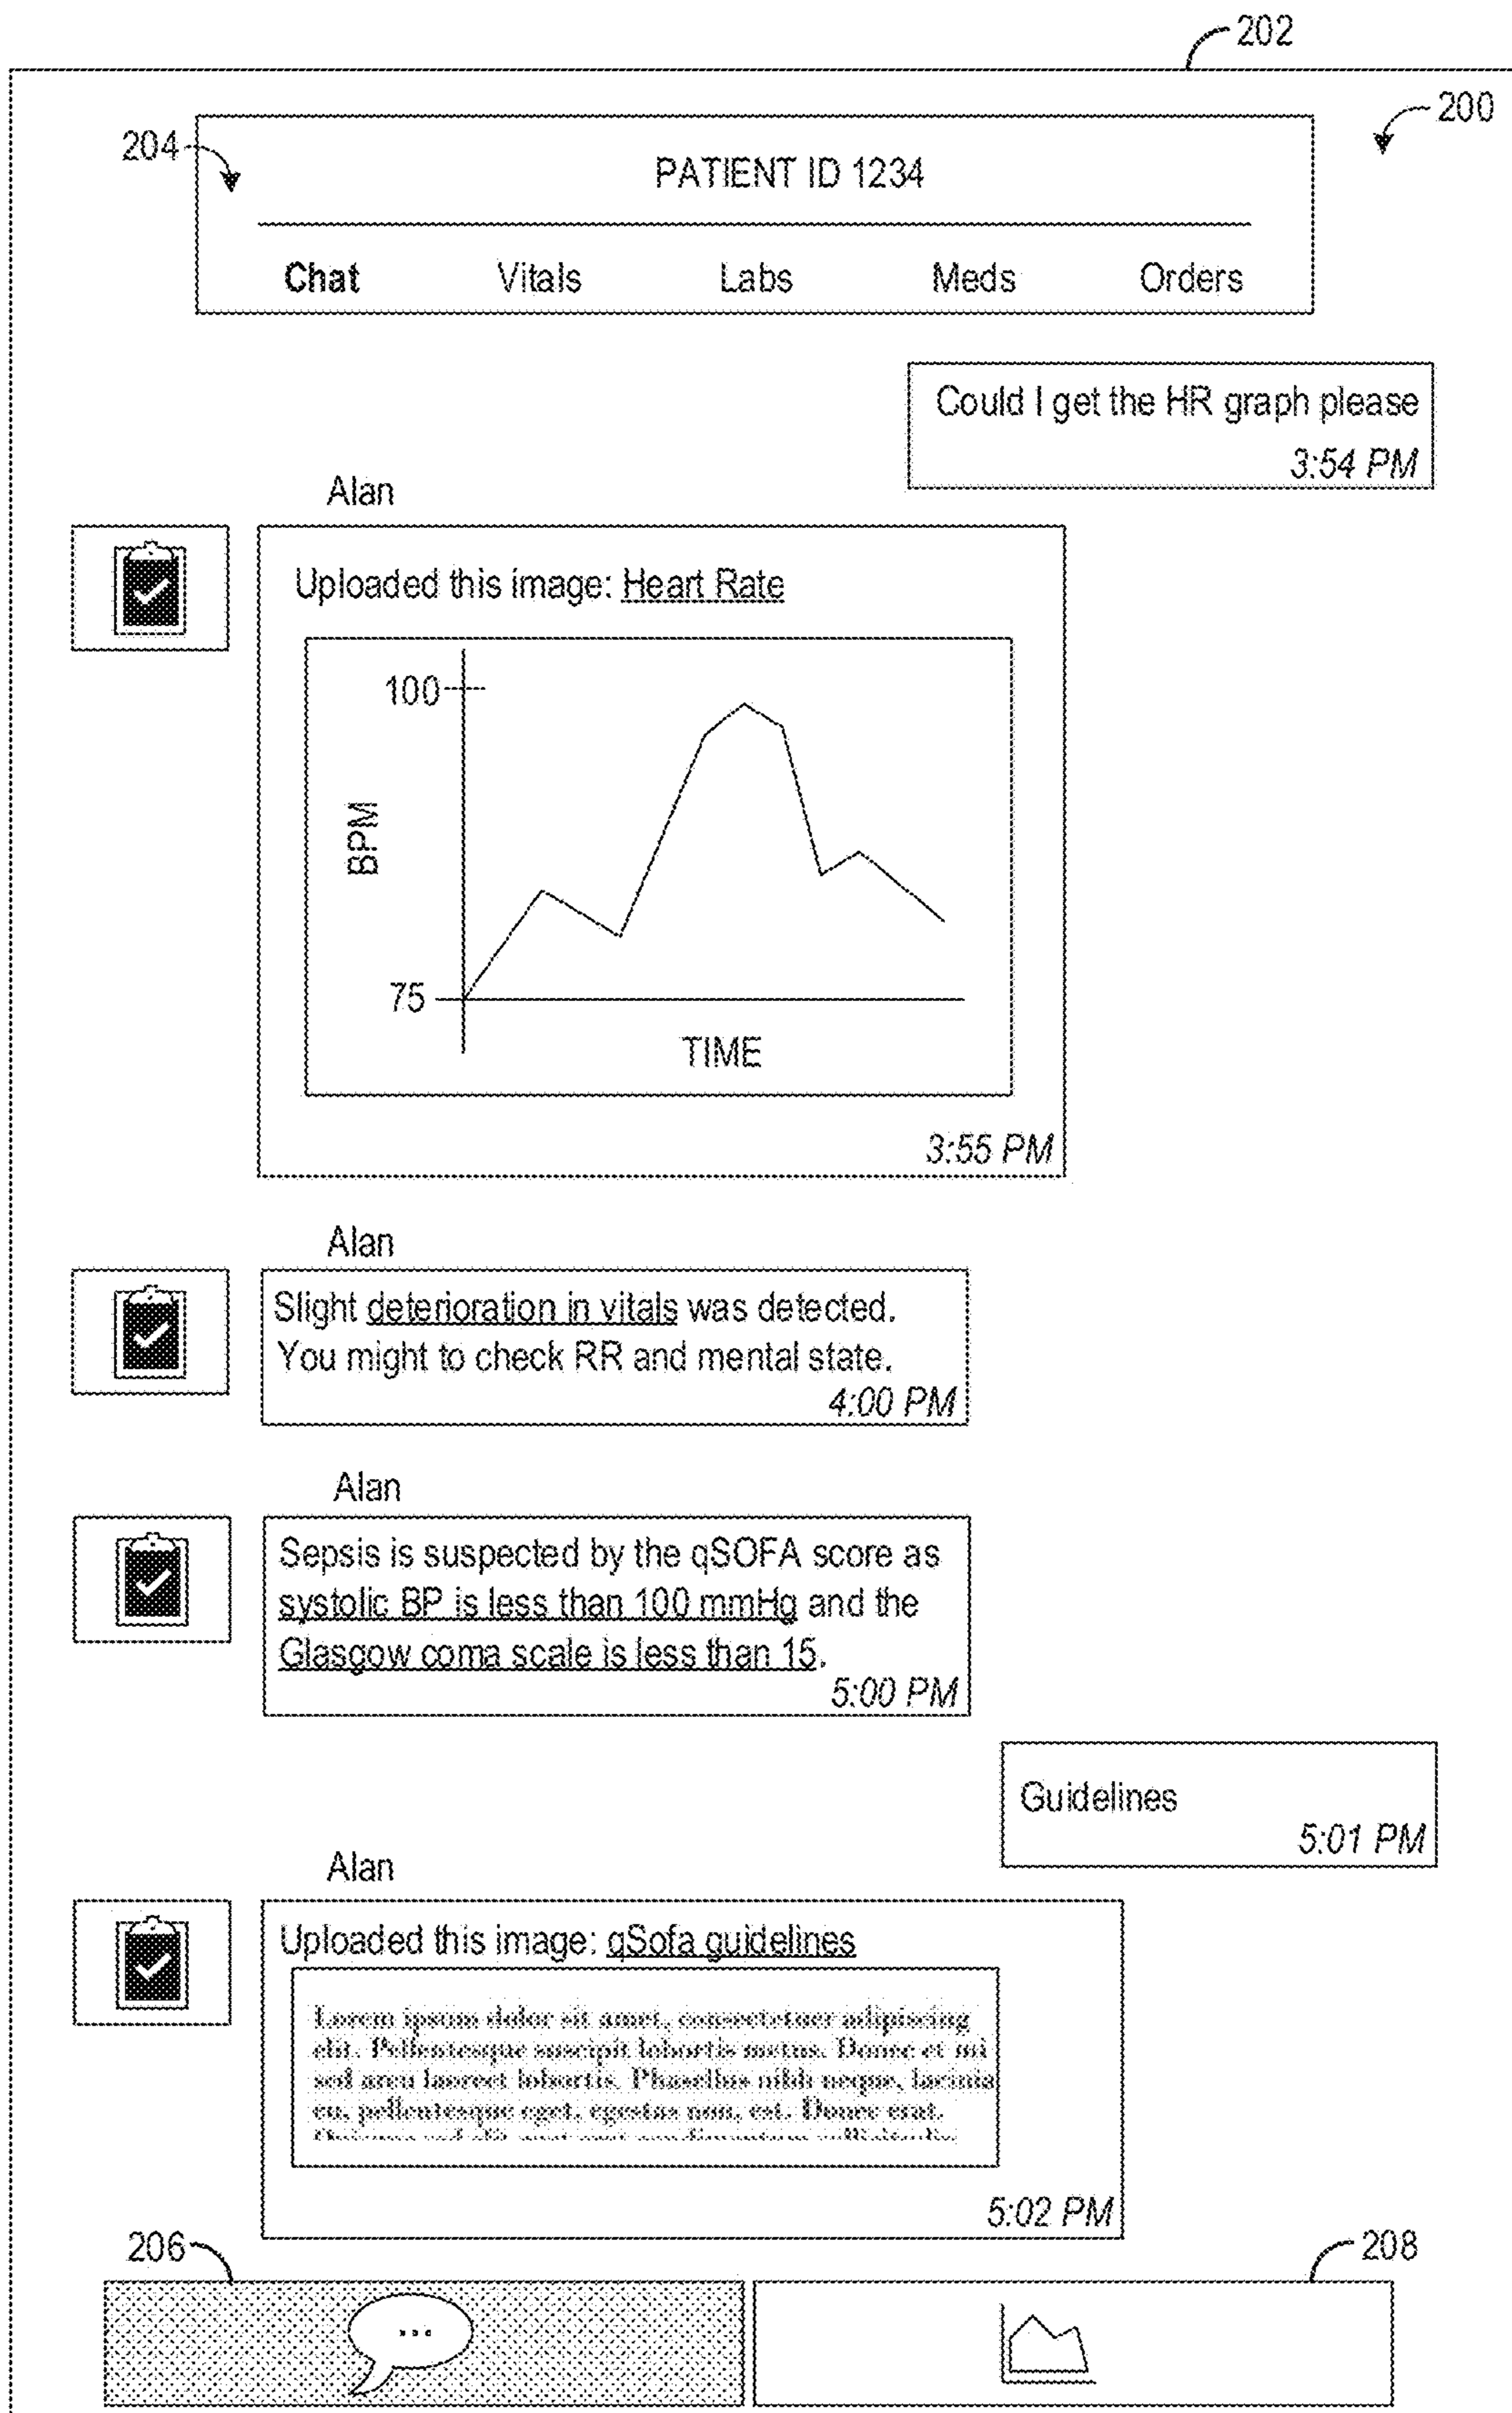 202
200
204
PATIENT ID 1234
Chat Vitals Labs Meds Orders
Could I get the HR graph please
3:54 PM
Alan
Uploaded this image: Heart Rate
100
BPM
75
TIME
3:55 PM
Alan
Slight deterioration in vitals was detected.
You might to check RR and mental state.
4:00 PM
Alan
Sepsis is suspected by the qSOFA score as
systolic BP is less than 100 mmHg and the
Glasgow coma scale is less than 15.
5:00 PM
Guidelines
5:01 PM
Alan
Uploaded this image: qSofa guidelines
Lorem ipsum dolor sit amet, consectetuer adipiscing
elit. Pellentesque suscipit lobortis metus. Donec et mi
sed arcu laoreet lobortis. Phasellus nibh neque, lacinia
eu, pellentesque eget, egestas non, est. Donec erat.
5:02 PM
206
208
...